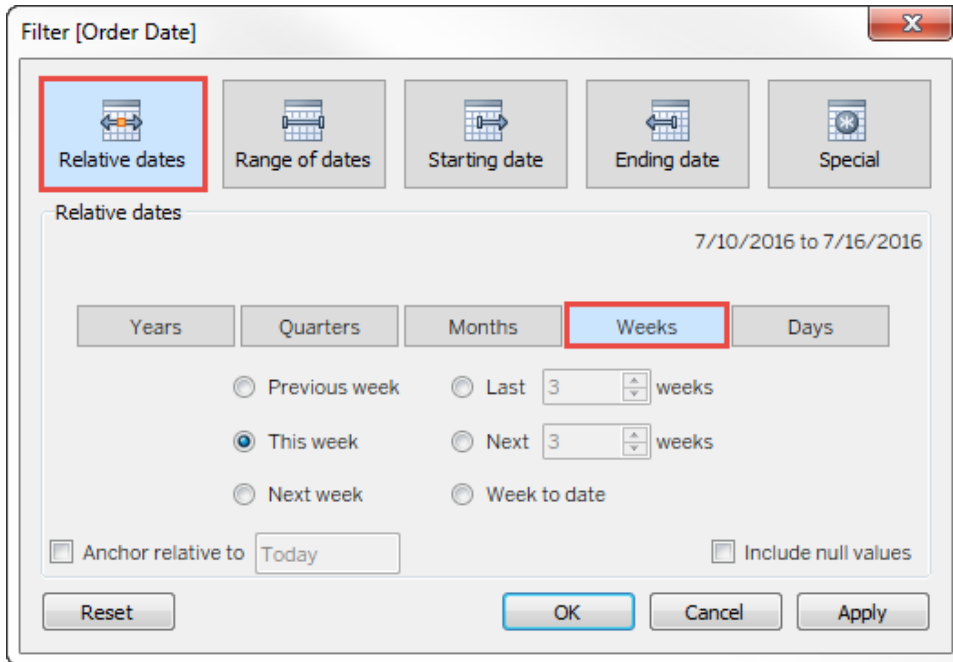 Filter [Order Date]
Relative dates Range of dates Starting date Ending date Special
Relative dates
7/10/2016 to 7/16/2016
Years Quarters Months Weeks Days
Previous week Last 3 weeks
This week Next 3 weeks
Next week Week to date
Anchor relative to Today Include null values
Reset OK Cancel Apply